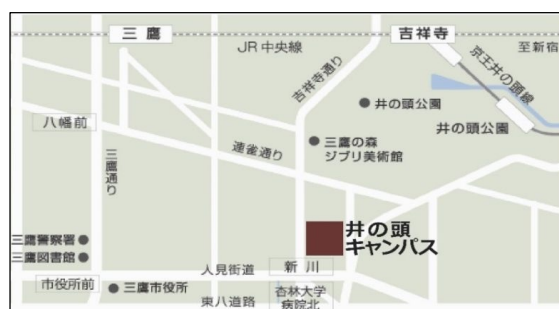 三鷹
JR中央線
吉祥寺
至新宿
京王井の頭線
吉祥寺通り
井の頭公園
井の頭公園
八幡前
三鷹の森
ジブリ美術館
連雀通り
三鷹通り
井の頭
キャンパス
三鷹警察署
三鷹図書館
人見街道
新川
市役所前
三鷹市役所
東八道路
杏林大学
病院北